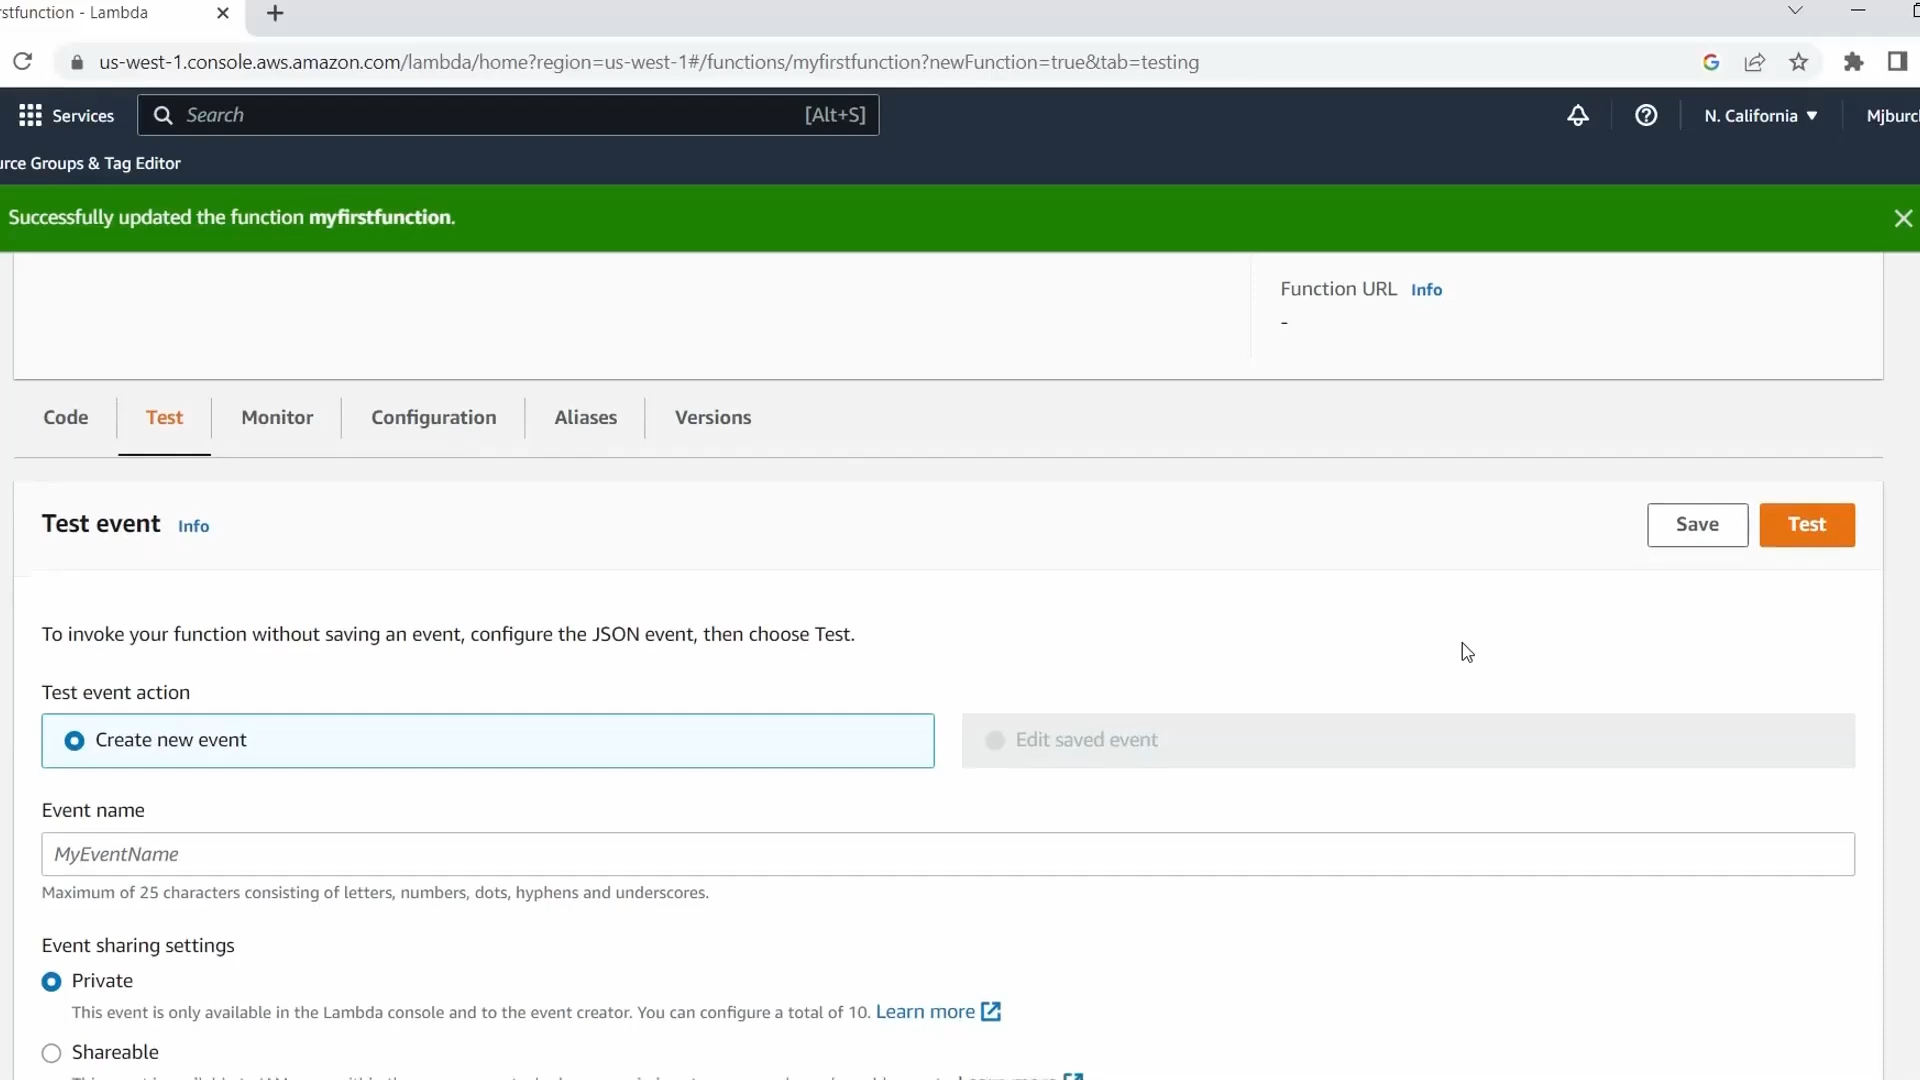 stfunction - Lambda
us-west-1.console.aws.amazon.com/lambda/home?region=us-west-1#/functions/myfirstfunction?newFunction=true&tab=testing
Services Search [Alt+S] N. California
urce Groups & Tag Editor
Successfully updated the function myfirstfunction.
Function URL Info
-
Code Test Monitor Configuration Aliases Versions
Test event Info Save Test
To invoke your function without saving an event, configure the JSON event, then choose Test.
Test event action
Create new event Edit saved event
Event name
MyEventName
Maximum of 25 characters consisting of letters, numbers, dots, hyphens and underscores.
Event sharing settings
Private
This event is only available in the Lambda console and to the event creator. You can configure a total of 10. Learn more
Shareable